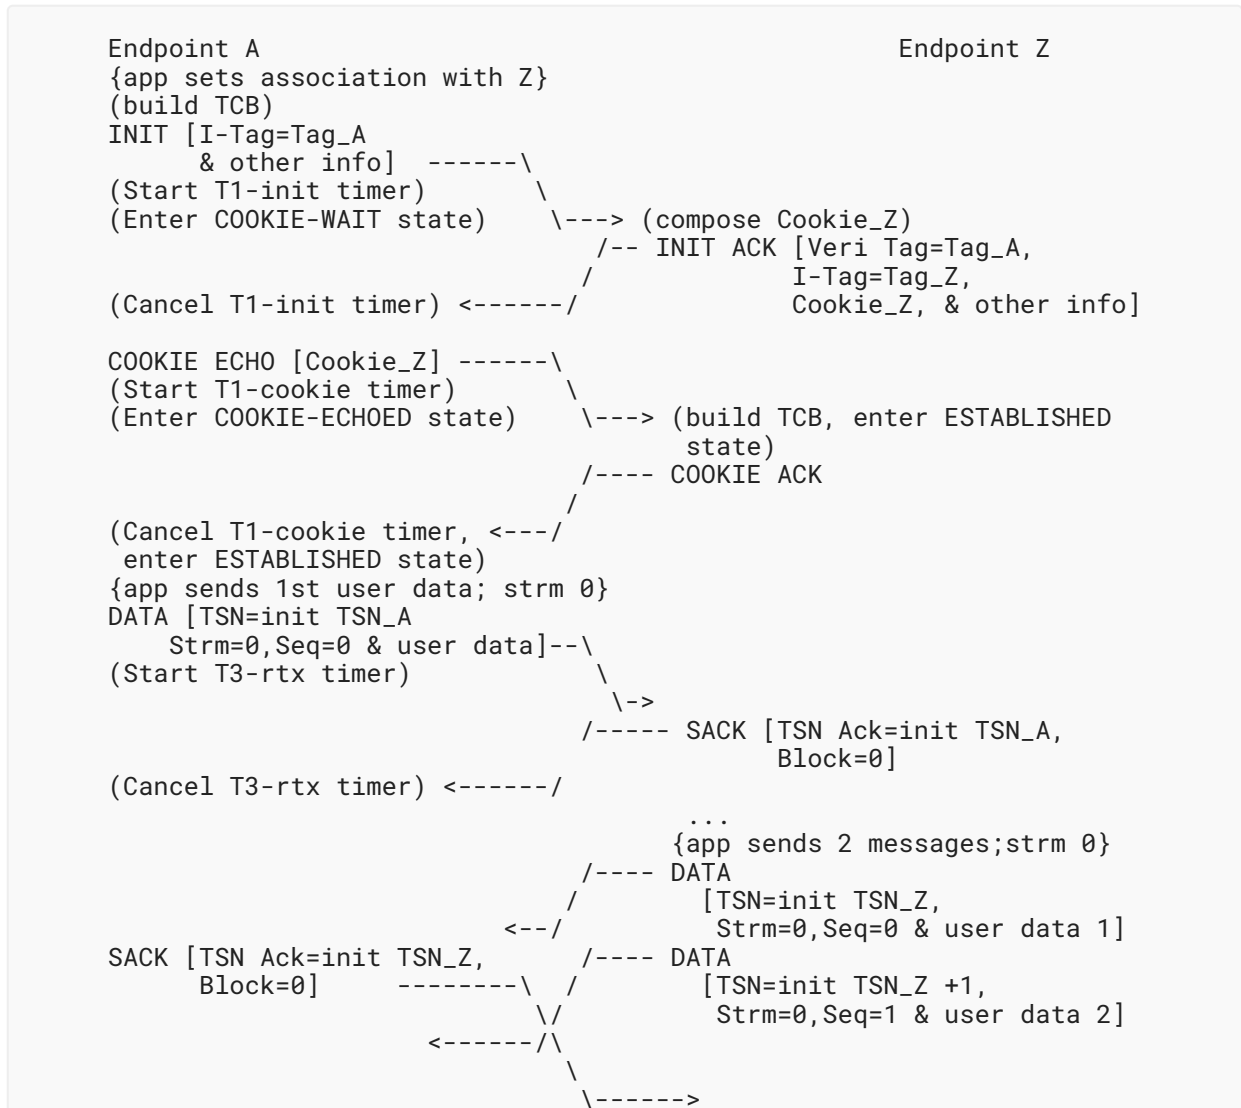 Endpoint A                                          Endpoint Z
{app sets association with Z}
(build TCB)
INIT [I-Tag=Tag_A
      & other info]  ------\
(Start T1-init timer)       \
(Enter COOKIE-WAIT state)    \---> (compose Cookie_Z)
                                /-- INIT ACK [Veri Tag=Tag_A,
                               /             I-Tag=Tag_Z,
(Cancel T1-init timer) <------/              Cookie_Z, & other info]

COOKIE ECHO [Cookie_Z] ------\
(Start T1-cookie timer)       \
(Enter COOKIE-ECHOED state)    \---> (build TCB, enter ESTABLISHED
                                      state)
                               /---- COOKIE ACK
                              /
(Cancel T1-cookie timer, <---/
 enter ESTABLISHED state)
{app sends 1st user data; strm 0}
DATA [TSN=init TSN_A
    Strm=0,Seq=0 & user data]--\
(Start T3-rtx timer)            \
                                 \->
                               /----- SACK [TSN Ack=init TSN_A,
                                            Block=0]
(Cancel T3-rtx timer) <------/
                                      ...
                                     {app sends 2 messages;strm 0}
                               /---- DATA
                              /        [TSN=init TSN_Z,
                          <--/          Strm=0,Seq=0 & user data 1]
SACK [TSN Ack=init TSN_Z,      /---- DATA
      Block=0]     --------\  /        [TSN=init TSN_Z +1,
                            \/          Strm=0,Seq=1 & user data 2]
                     <------/\
                              \
                               \------>